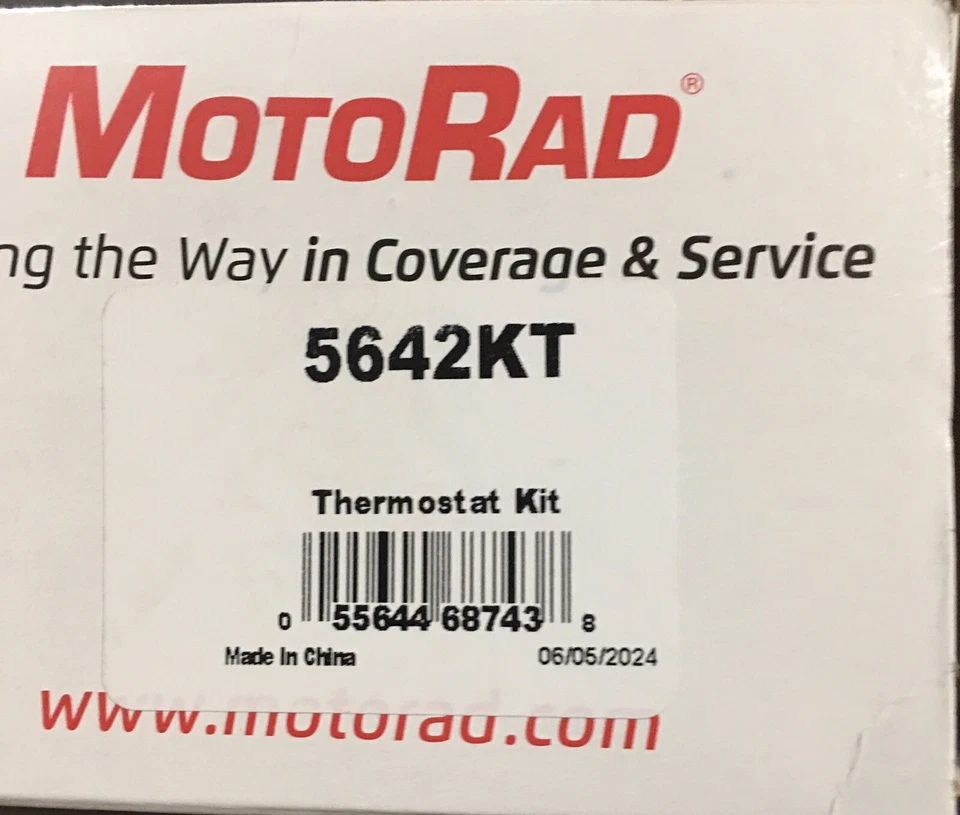 MOTORAD®
ng the Way in Coverage & Service
5642KT
Thermostat Kit
0 55644 68743 8
Made In China 06/05/2024
www.motorad.com